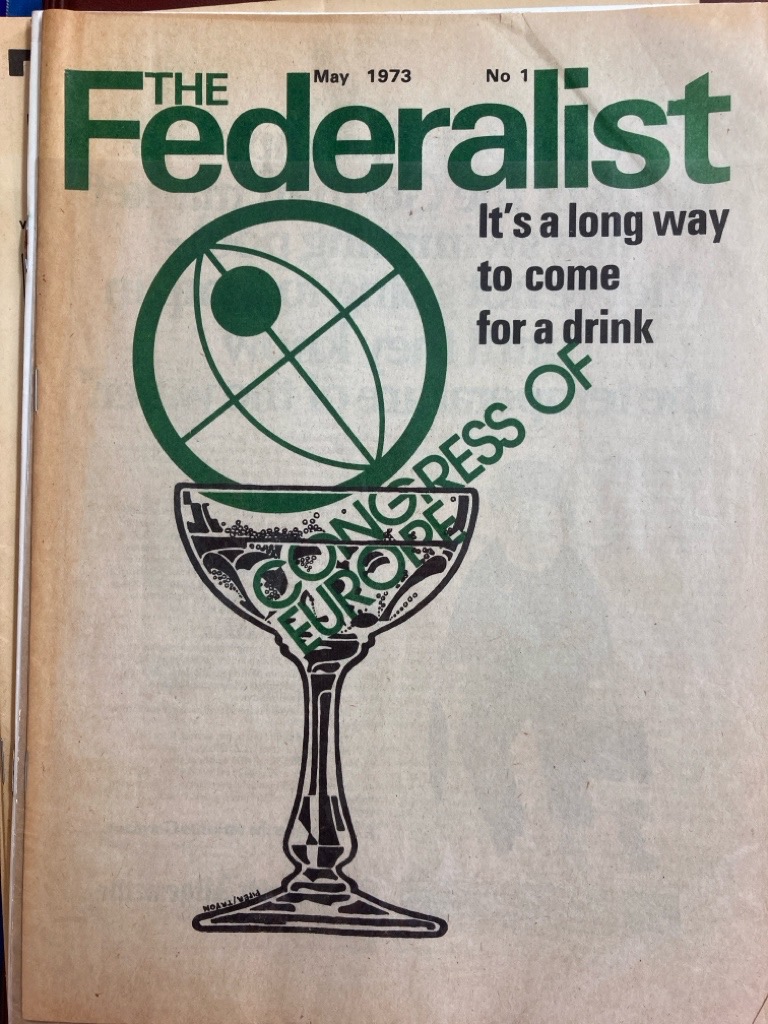 May 1973 No 1
THE
Federalist
It's a long way
to come
for a drink
CONGRESS OF
EUROPE